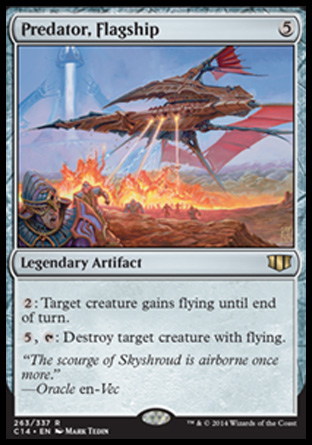 Predator, Flagship 5
Legendary Artifact
2: Target creature gains flying until end
of turn.
5, T: Destroy target creature with flying.
"The scourge of Skyshroud is airborne once
more."
—Oracle en-Vec
263/337 R
C14 • EN Mark Tedin
™ & © 2014 Wizards of the Coast